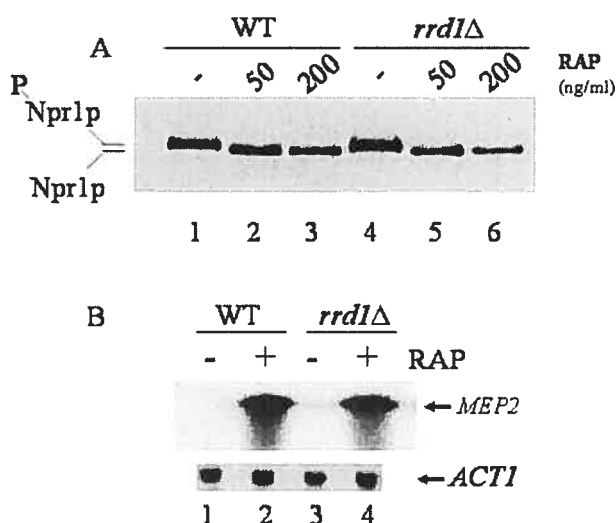 A
WT rrd1Δ
- 50 200 - 50 200 RAP (ng/ml)
P
Npr1p
Npr1p
1 2 3 4 5 6
B
WT rrd1Δ
- + - + RAP
←MEP2
←ACT1
1 2 3 4